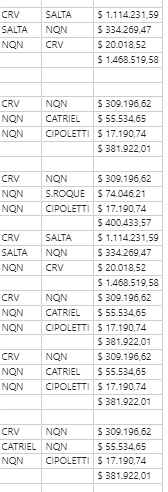 CRV SALTA $ 1.114.231,59
SALTA NQN $ 334.269,47
NQN CRV $ 20.018,52
$ 1.468.519,58
CRV NQN $ 309.196,62
NQN CATRIEL $ 55.534,65
NQN CIPOLETTI $ 17.190,74
$ 381.922,01
CRV NQN $ 309.196,62
NQN S.ROQUE $ 74.046,21
NQN CIPOLETTI $ 17.190,74
$ 400.433,57
CRV SALTA $ 1.114.231,59
SALTA NQN $ 334.269,47
NQN CRV $ 20.018,52
$ 1.468.519,58
CRV NQN $ 309.196,62
NQN CATRIEL $ 55.534,65
NQN CIPOLETTI $ 17.190,74
$ 381.922,01
CRV NQN $ 309.196,62
NQN CATRIEL $ 55.534,65
NQN CIPOLETTI $ 17.190,74
$ 381.922,01
CRV NQN $ 309.196,62
CATRIEL NQN $ 55.534,65
NQN CIPOLETTI $ 17.190,74
$ 381.922,01